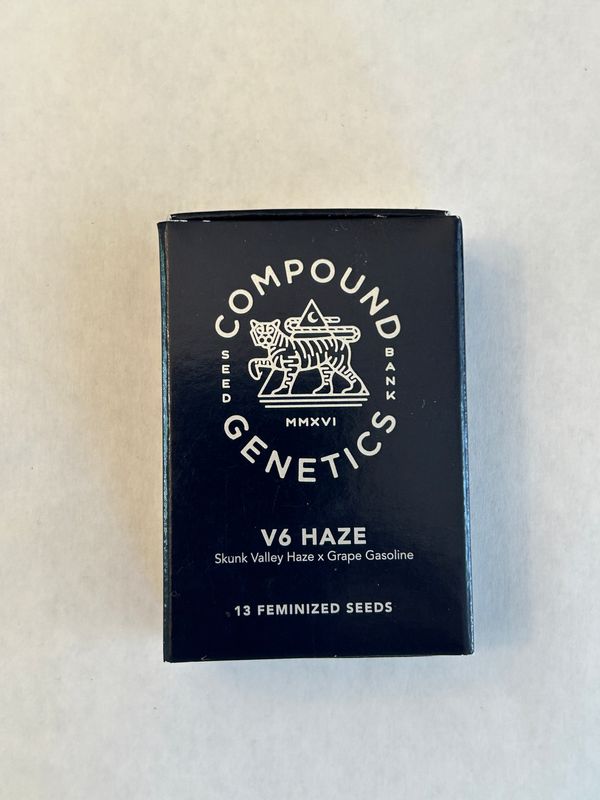 COMPOUND
SEED
BANK
MMXVI
GENETICS
V6 HAZE
Skunk Valley Haze x Grape Gasoline
13 FEMINIZED SEEDS